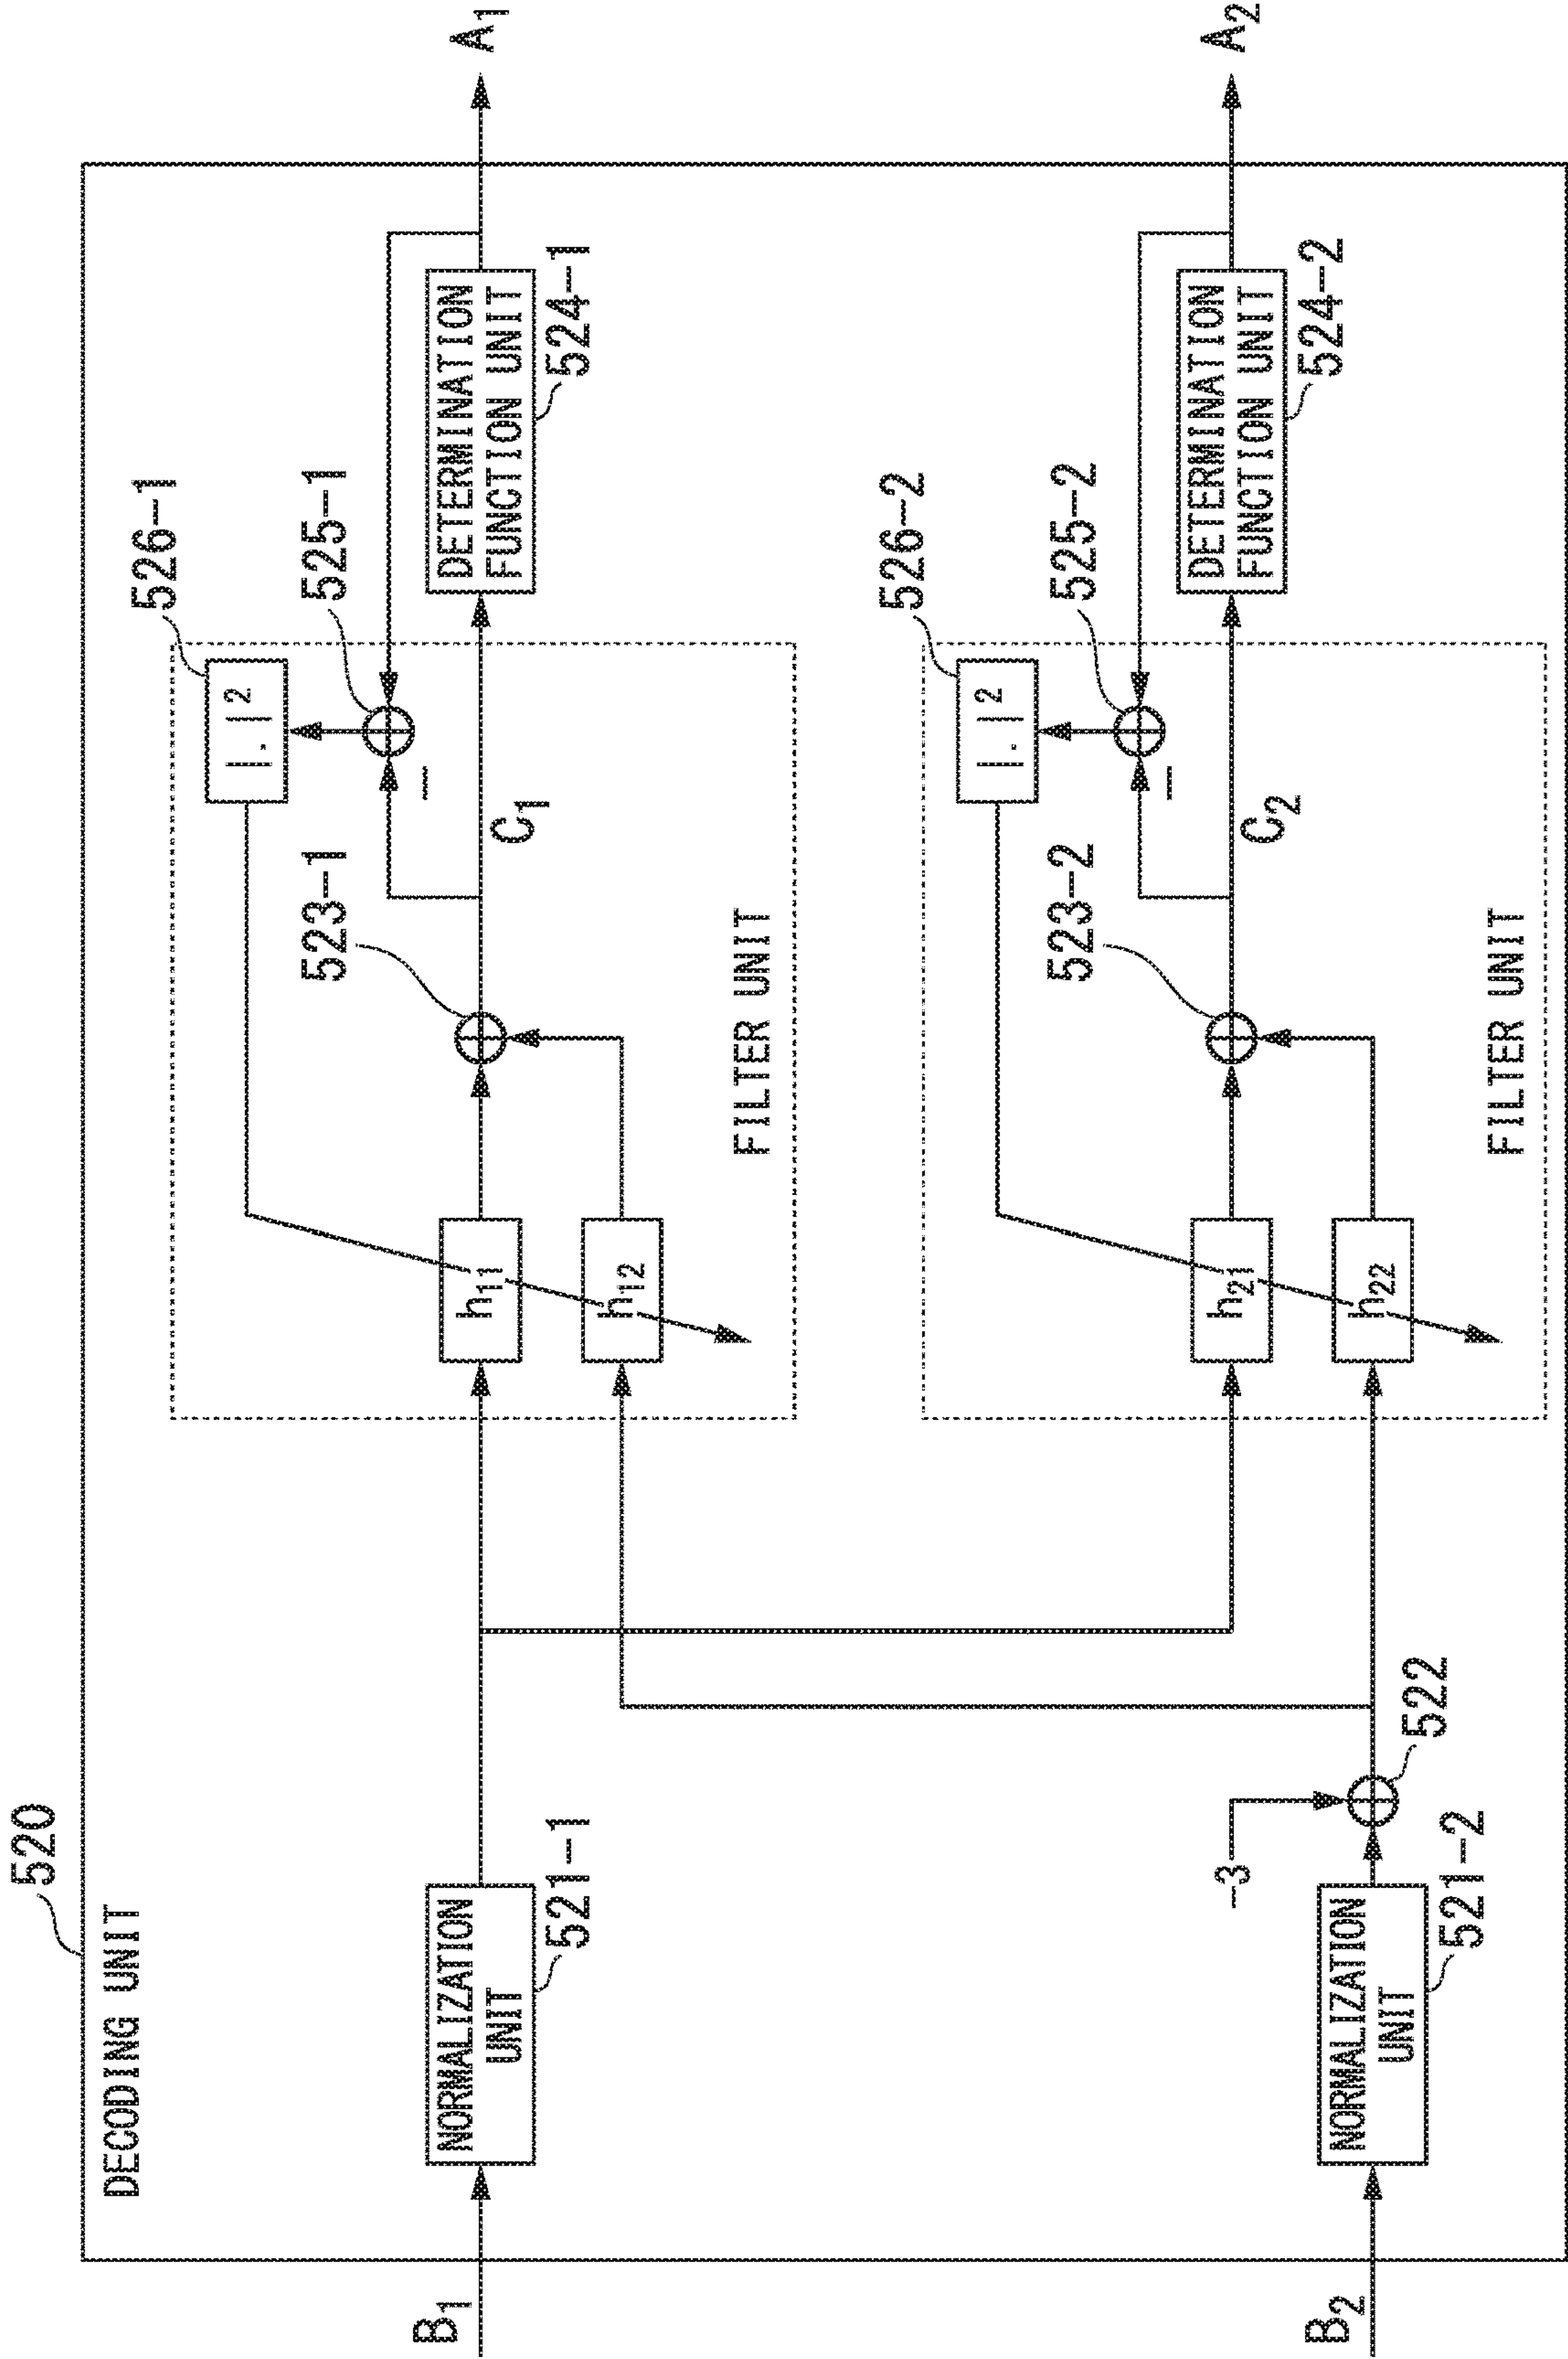 520
DECODING UNIT
B1
NORMALIZATION
UNIT
521-1
526-1
|.|2
525-1
−
523-1
h11
h12
C1
FILTER UNIT
DETERMINATION
FUNCTION UNIT
524-1
A1
B2
NORMALIZATION
UNIT
521-2
-3
522
526-2
|.|2
525-2
−
523-2
h21
h22
C2
FILTER UNIT
DETERMINATION
FUNCTION UNIT
524-2
A2